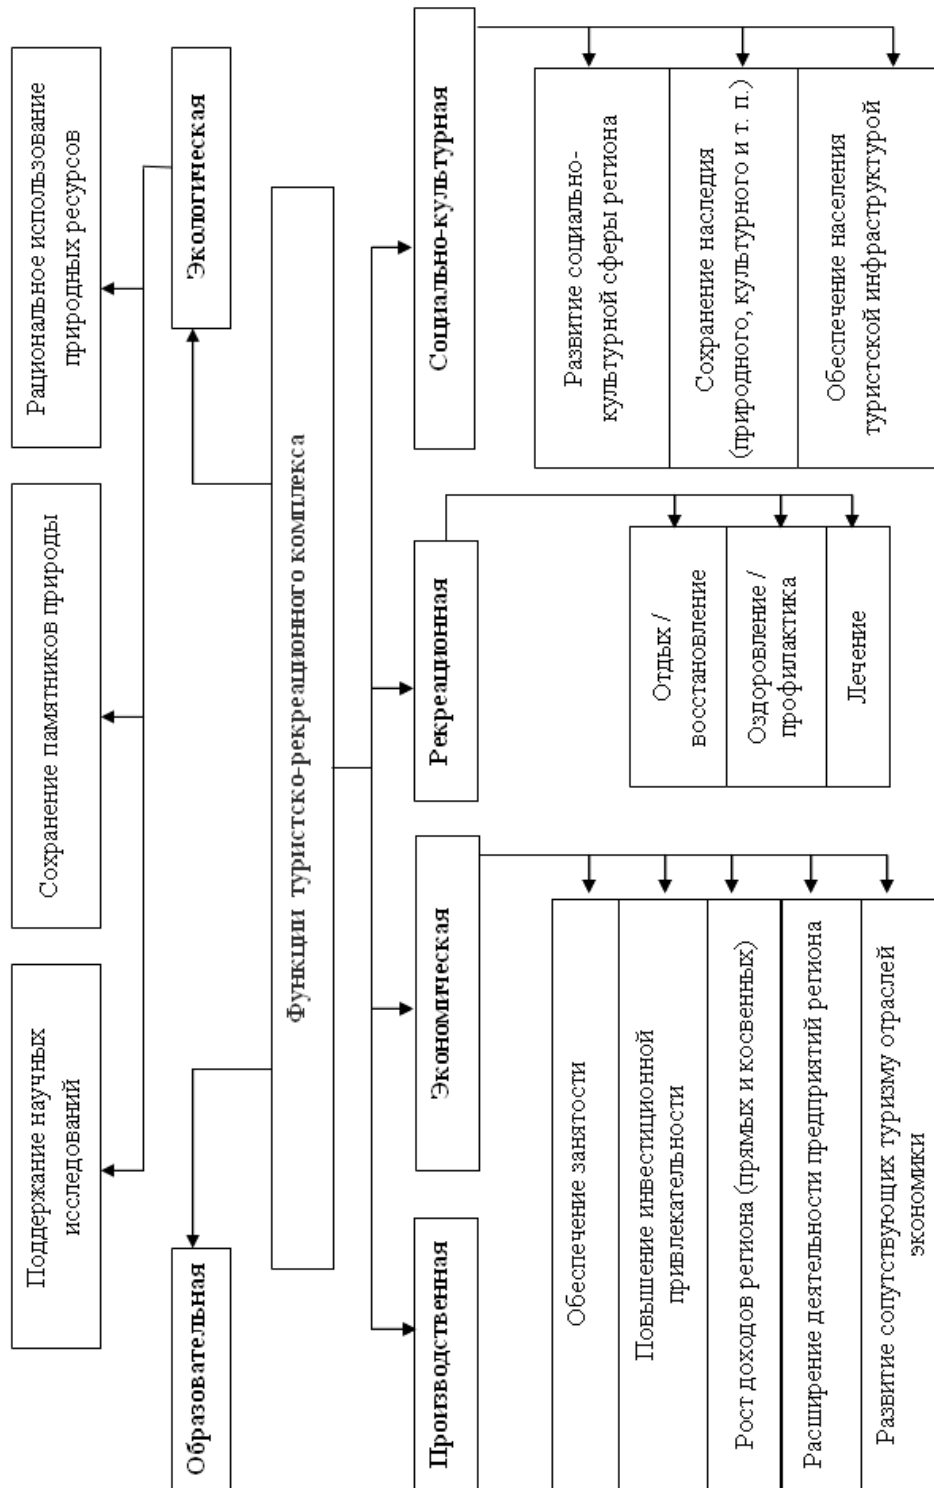 Поддержание научных
исследований
Сохранение памятников природы
Рациональное использование
природных ресурсов
Образовательная
Экологическая
Функции туристско-рекреационного комплекса
Производственная
Экономическая
Рекреационная
Социально-культурная
Обеспечение занятости
Повышение инвестиционной
привлекательности
Рост доходов региона (прямых и косвенных)
Расширение деятельности предприятий региона
Развитие сопутствующих туризму отраслей
экономики
Отдых /
восстановление
Оздоровление /
профилактика
Лечение
Развитие социально-
культурной сферы региона
Сохранение наследия
(природного, культурного и т. п.)
Обеспечение населения
туристской инфраструктурой